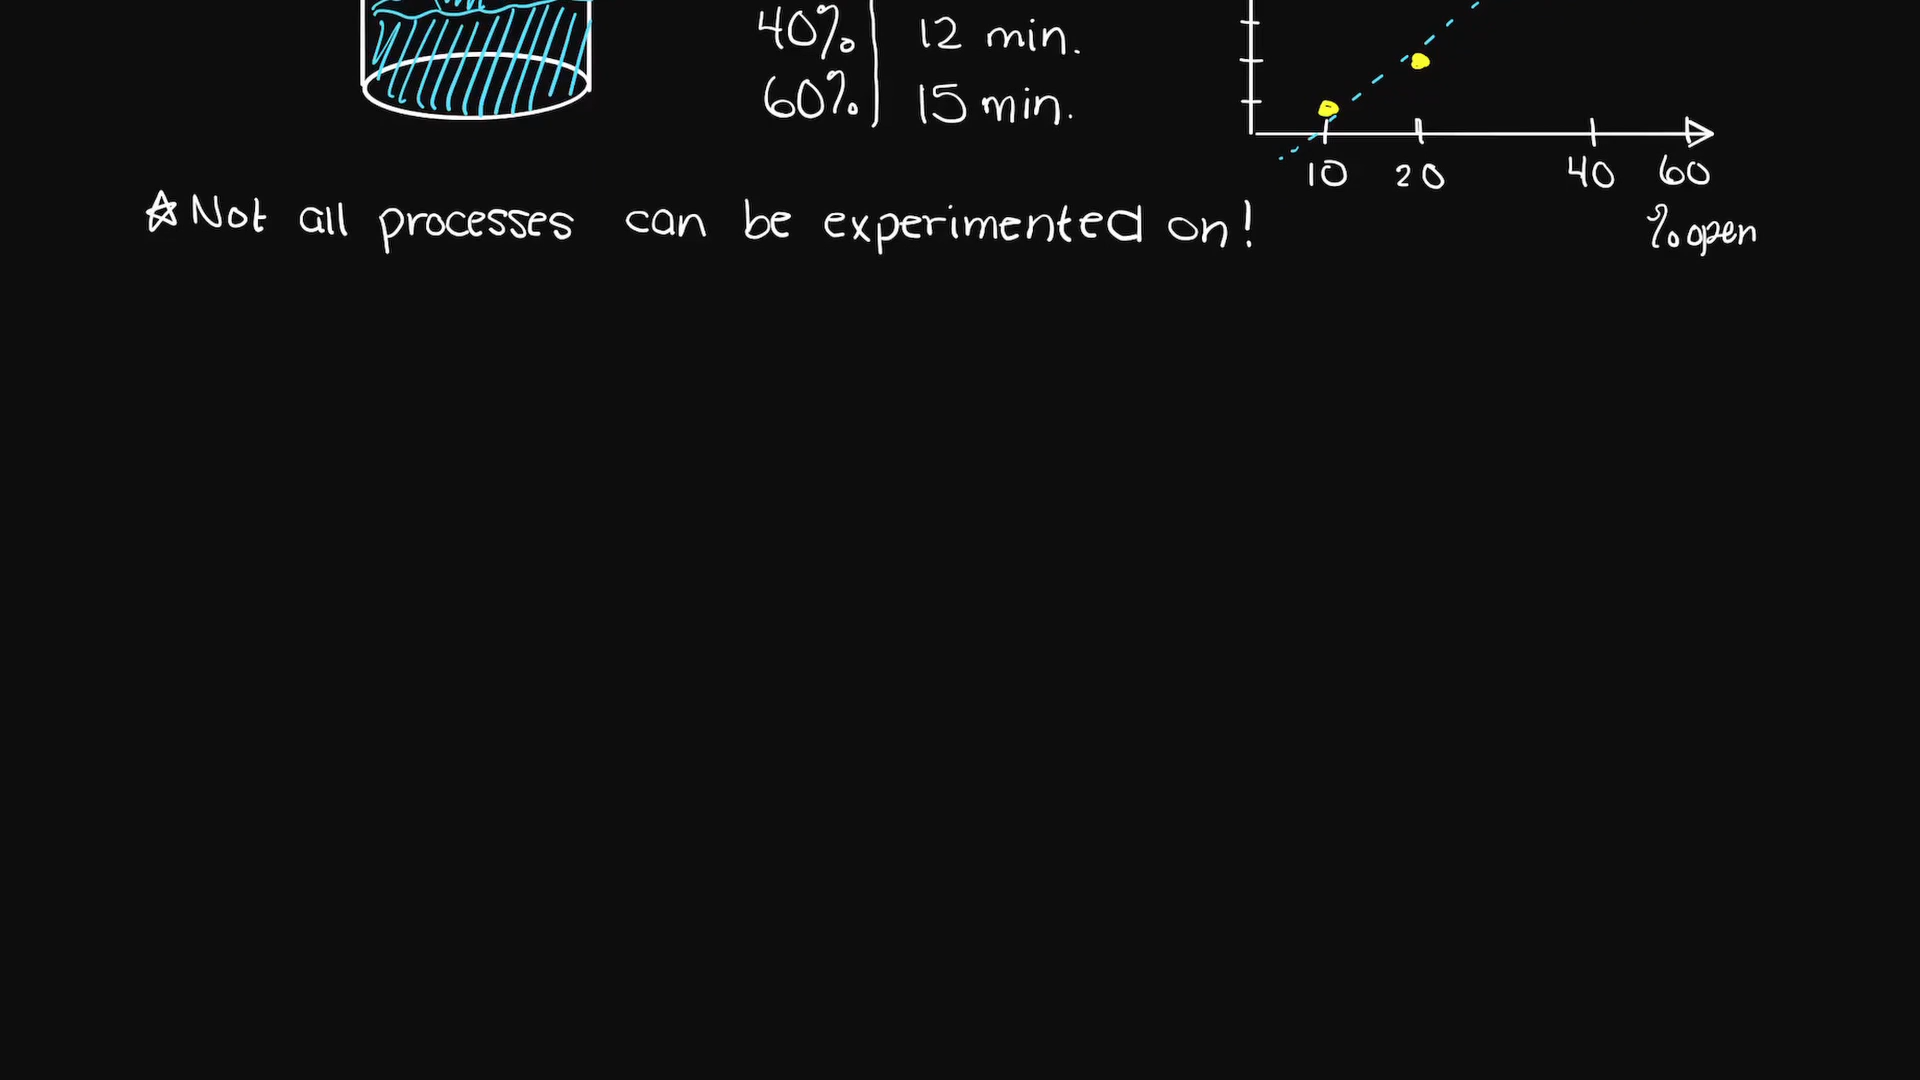 40% 12 min.
60% 15 min.
10 20 40 60
☆ Not all processes can be experimented on!
% open